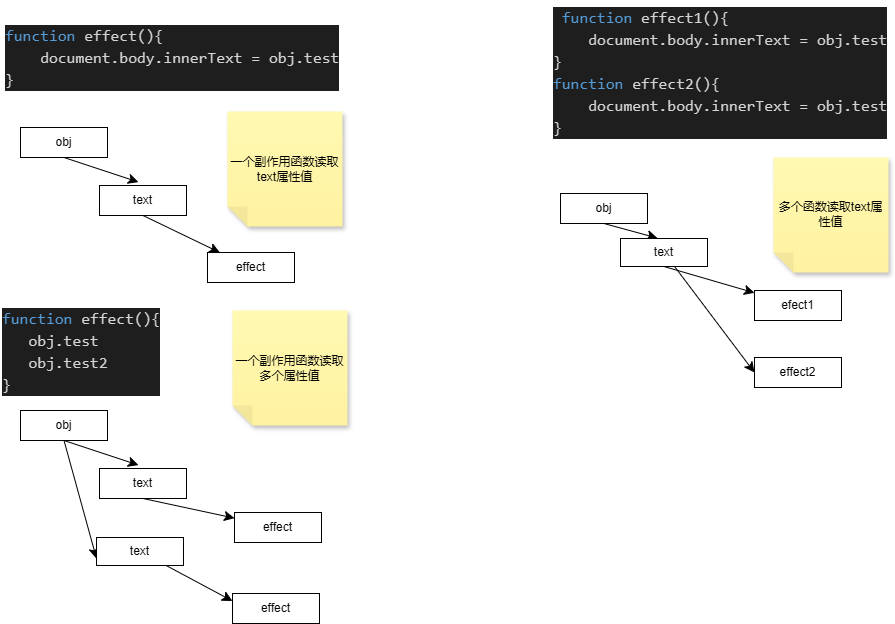 function effect(){
    document.body.innerText = obj.test
}
obj
text
effect
一个副作用函数读取
text属性值
function effect(){
   obj.test
   obj.test2
}
一个副作用函数读取
多个属性值
obj
text
effect
text
effect
function effect1(){
    document.body.innerText = obj.test
}
function effect2(){
    document.body.innerText = obj.test
}
多个函数读取text属
性值
obj
text
efect1
effect2